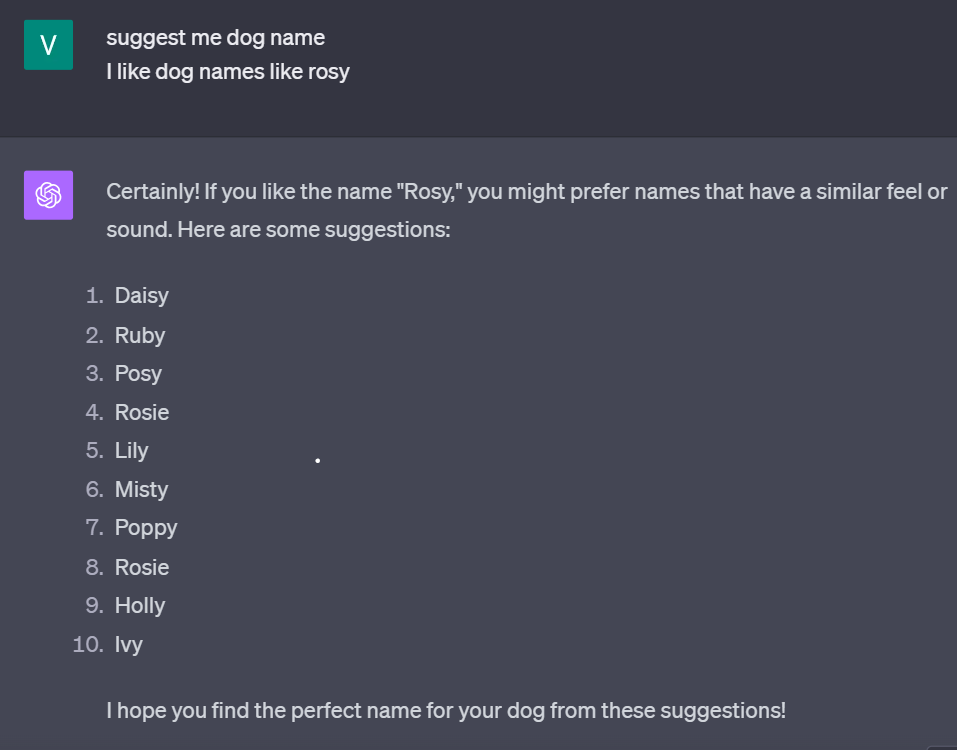 V
suggest me dog name
I like dog names like rosy
Certainly! If you like the name "Rosy," you might prefer names that have a similar feel or
sound. Here are some suggestions:
1. Daisy
2. Ruby
3. Posy
4. Rosie
5. Lily
6. Misty
7. Poppy
8. Rosie
9. Holly
10. Ivy
I hope you find the perfect name for your dog from these suggestions!